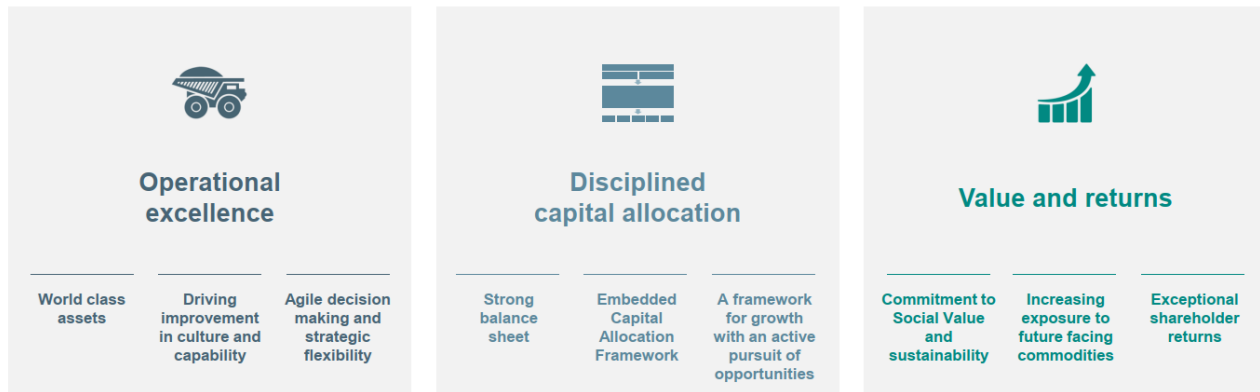 Operational
excellence
World class
assets
Driving
improvement
in culture and
capability
Agile decision
making and
strategic
flexibility
Disciplined
capital allocation
Strong
balance
sheet
Embedded
Capital
Allocation
Framework
A framework
for growth
with an active
pursuit of
opportunities
Value and returns
Commitment to
Social Value
and
sustainability
Increasing
exposure to
future facing
commodities
Exceptional
shareholder
returns